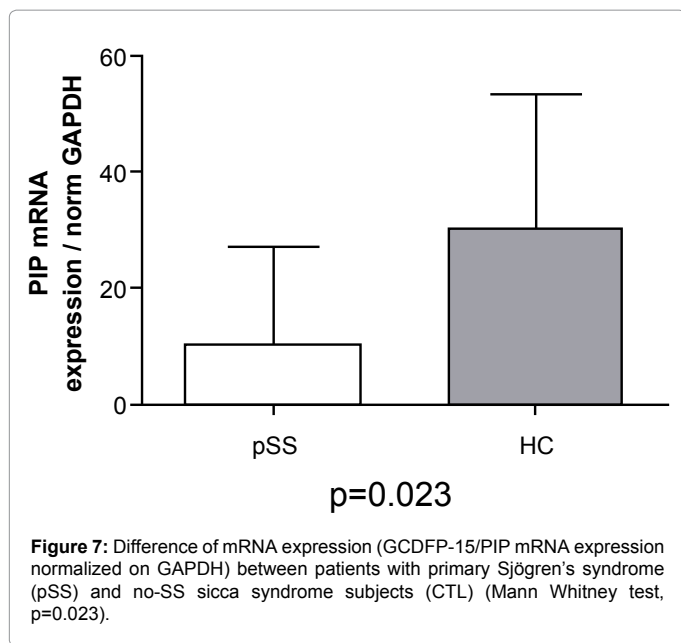 60
40
20
0
PIP mRNA
expression / norm GAPDH
pSS
HC
p=0.023
Figure 7: Difference of mRNA expression (GCDFP-15/PIP mRNA expression
normalized on GAPDH) between patients with primary Sjögren's syndrome
(pSS) and no-SS sicca syndrome subjects (CTL) (Mann Whitney test,
p=0.023).